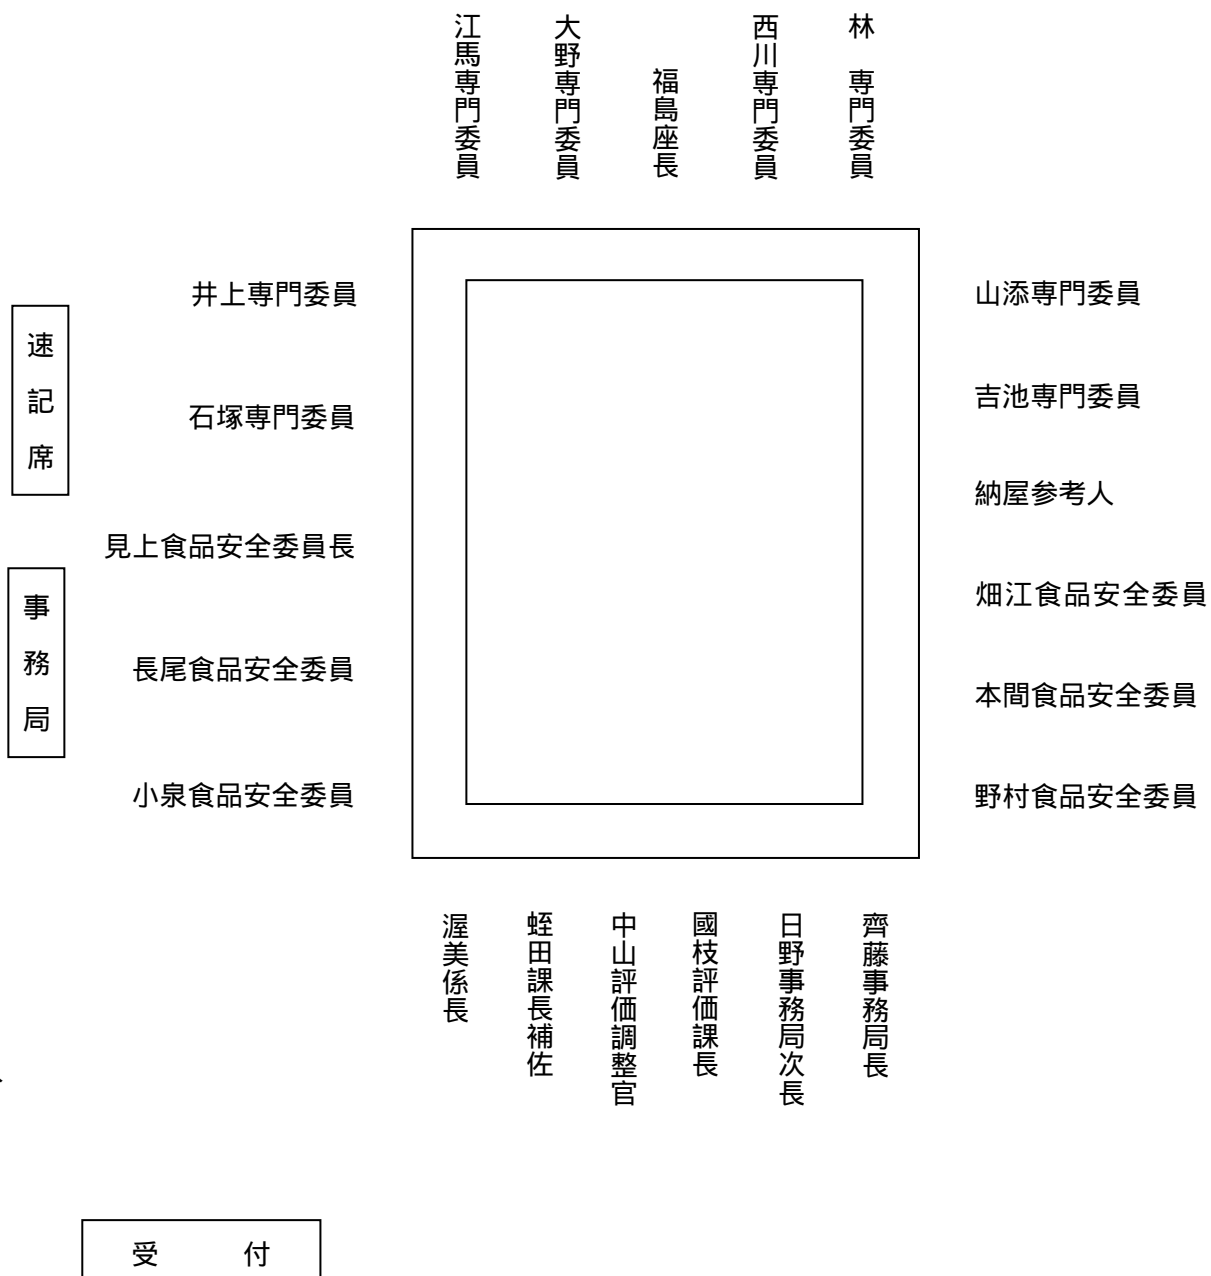 江馬専門委員
大野専門委員
福島座長
西川専門委員
林 専門委員
井上専門委員
石塚専門委員
見上食品安全委員長
長尾食品安全委員
小泉食品安全委員
速記席
事務局
山添専門委員
吉池専門委員
納屋参考人
畑江食品安全委員
本間食品安全委員
野村食品安全委員
渥美係長
蛭田課長補佐
中山評価調整官
國枝評価課長
日野事務局次長
齊藤事務局長
受 付